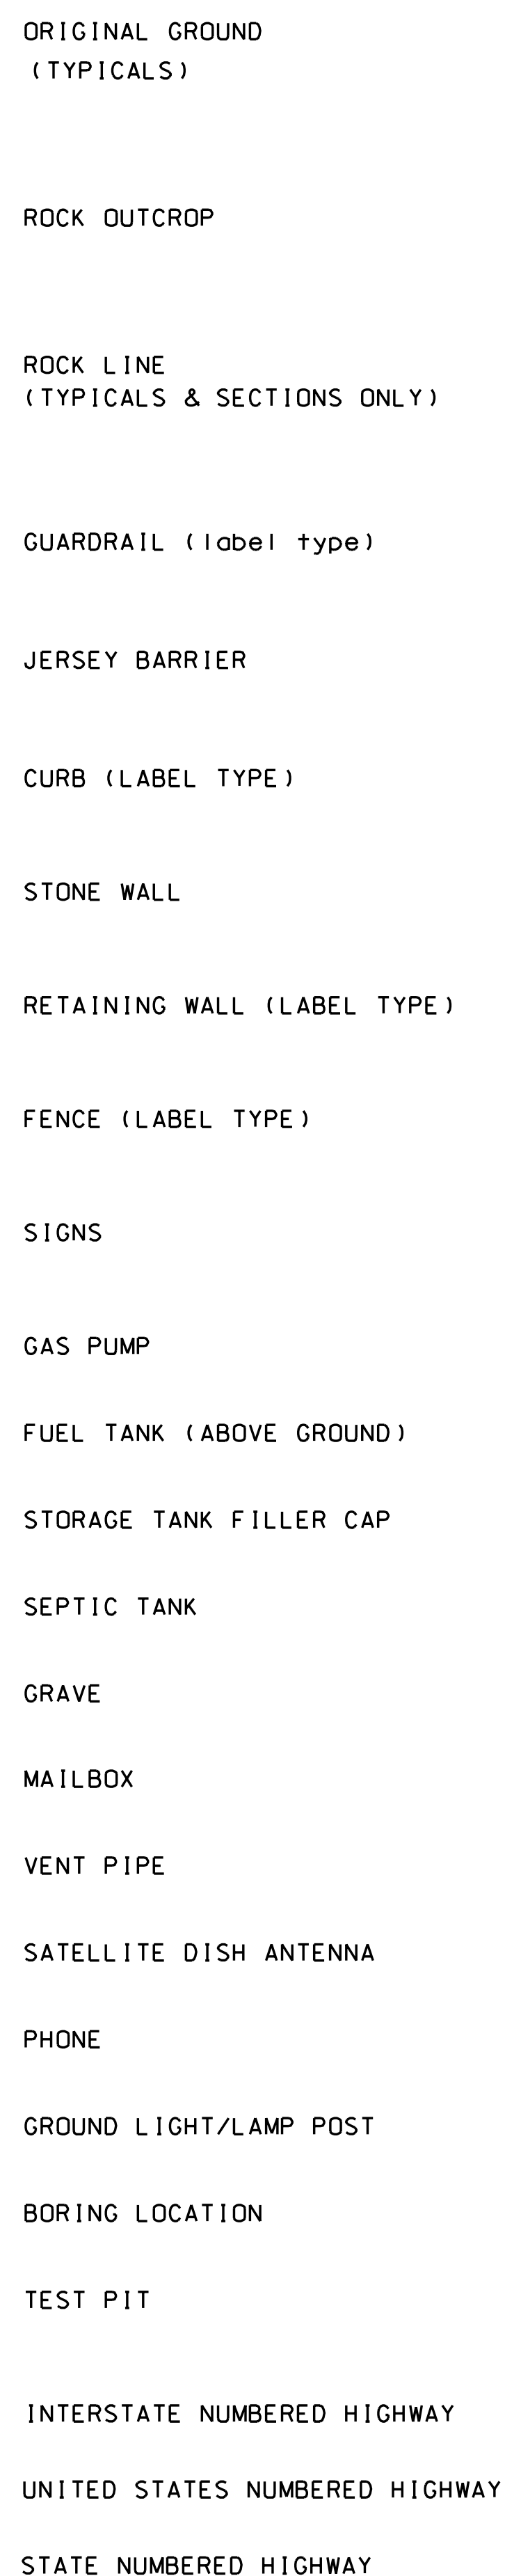 ORIGINAL GROUND
(TYPICALS)
ROCK OUTCROP
ROCK LINE
(TYPICALS & SECTIONS ONLY)
GUARDRAIL (label type)
JERSEY BARRIER
CURB (LABEL TYPE)
STONE WALL
RETAINING WALL (LABEL TYPE)
FENCE (LABEL TYPE)
SIGNS
GAS PUMP
FUEL TANK (ABOVE GROUND)
STORAGE TANK FILLER CAP
SEPTIC TANK
GRAVE
MAILBOX
VENT PIPE
SATELLITE DISH ANTENNA
PHONE
GROUND LIGHT/LAMP POST
BORING LOCATION
TEST PIT
INTERSTATE NUMBERED HIGHWAY
UNITED STATES NUMBERED HIGHWAY
STATE NUMBERED HIGHWAY